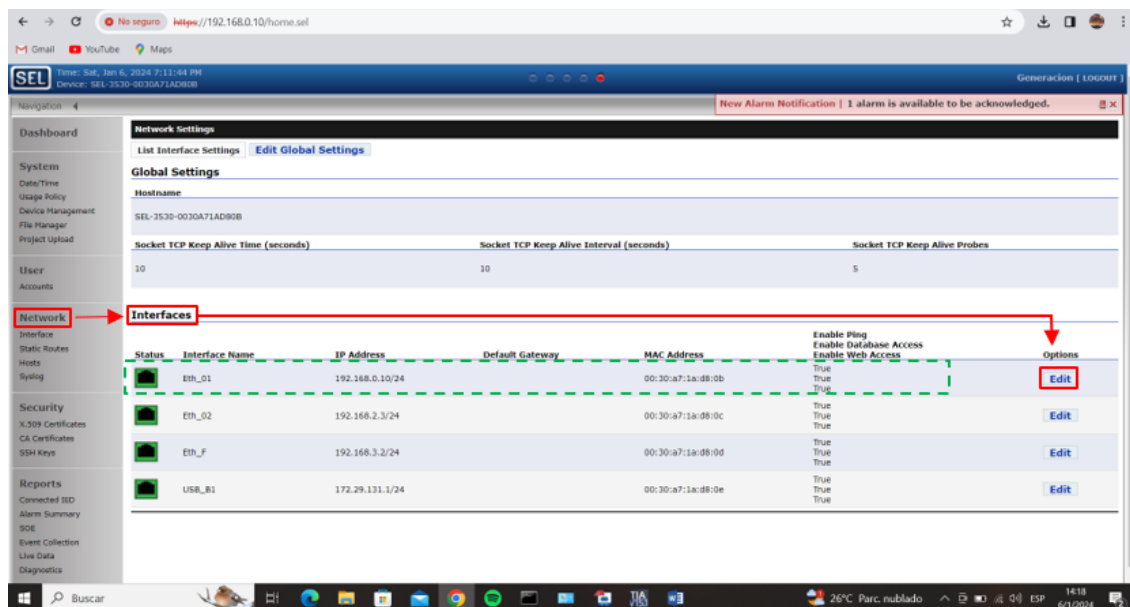 No seguro https://192.168.0.10/home.sel
Gmail YouTube Maps
SEL Time: Sat, Jan 6, 2024 7:11:44 PM
Device: SEL-3530-0030A71AD80B
Generacion [ LOGOUT ]
Navigation
New Alarm Notification | 1 alarm is available to be acknowledged.
Dashboard
System
Date/Time
Usage Policy
Device Management
File Manager
Project Upload
User
Accounts
Network
Interface
Static Routes
Hosts
Syslog
Security
X.509 Certificates
CA Certificates
SSH Keys
Reports
Connected IED
Alarm Summary
SOE
Event Collection
Live Data
Diagnostics
Network Settings
List Interface Settings Edit Global Settings
Global Settings
Hostname
SEL-3530-0030A71AD80B
Socket TCP Keep Alive Time (seconds) Socket TCP Keep Alive Interval (seconds) Socket TCP Keep Alive Probes
10 10 5
Interfaces
Enable Ping
Enable Database Access
Status Interface Name IP Address Default Gateway MAC Address Enable Web Access Options
True
Eth_01 192.168.0.10/24 00:30:a7:1a:d8:0b True Edit
True
True
Eth_02 192.168.2.3/24 00:30:a7:1a:d8:0c True Edit
True
True
Eth_F 192.168.3.2/24 00:30:a7:1a:d8:0d True Edit
True
True
USB_B1 172.29.131.1/24 00:30:a7:1a:d8:0e True Edit
True
Buscar
26°C Parc. nublado ESP 14:18
6/1/2024